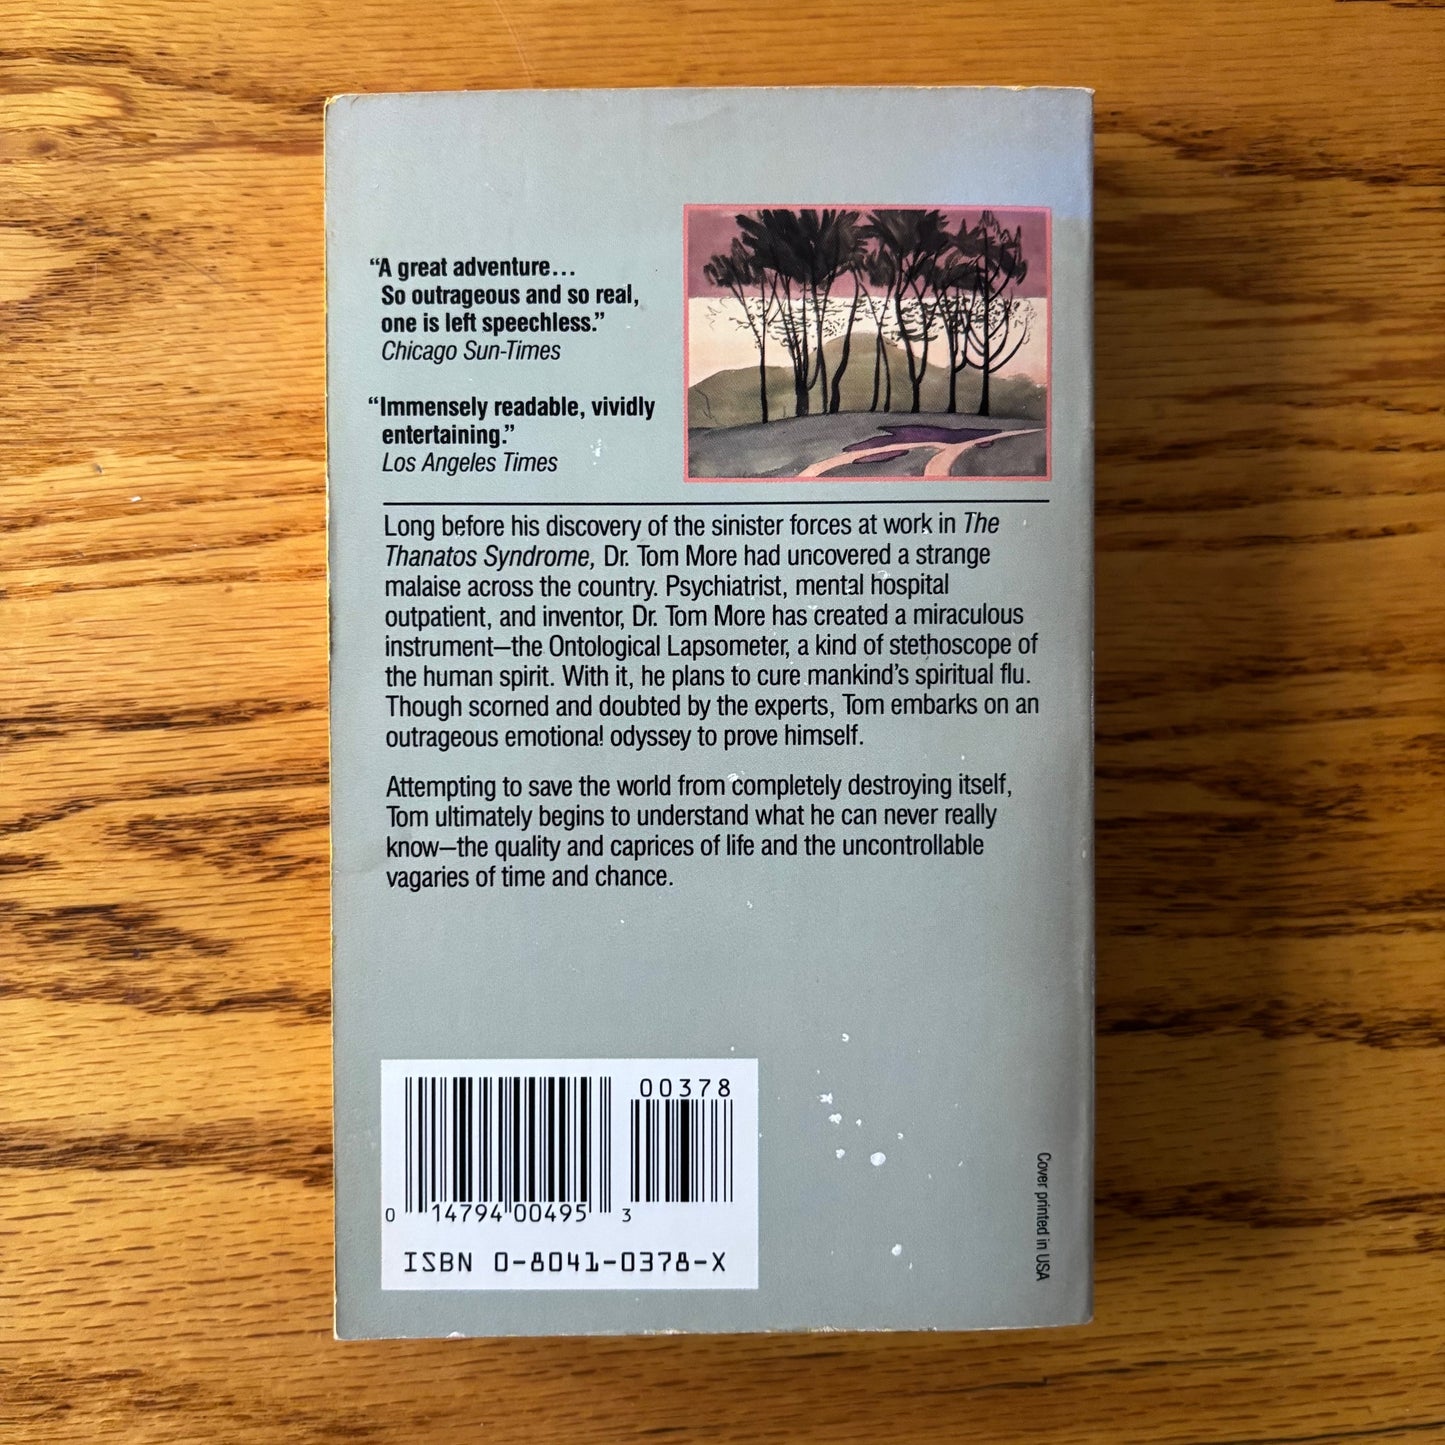 “A great adventure...
So outrageous and so real,
one is left speechless.”
Chicago Sun-Times
“Immensely readable, vividly
entertaining.”
Los Angeles Times
Long before his discovery of the sinister forces at work in The
Thanatos Syndrome, Dr. Tom More had uncovered a strange
malaise across the country. Psychiatrist, mental hospital
outpatient, and inventor, Dr. Tom More has created a miraculous
instrument—the Ontological Lapsometer, a kind of stethoscope of
the human spirit. With it, he plans to cure mankind’s spiritual flu.
Though scorned and doubted by the experts, Tom embarks on an
outrageous emotional odyssey to prove himself.
Attempting to save the world from completely destroying itself,
Tom ultimately begins to understand what he can never really
know—the quality and caprices of life and the uncontrollable
vagaries of time and chance.
00378
0 14794 00495 3
ISBN 0-8041-0378-X
Cover printed in USA